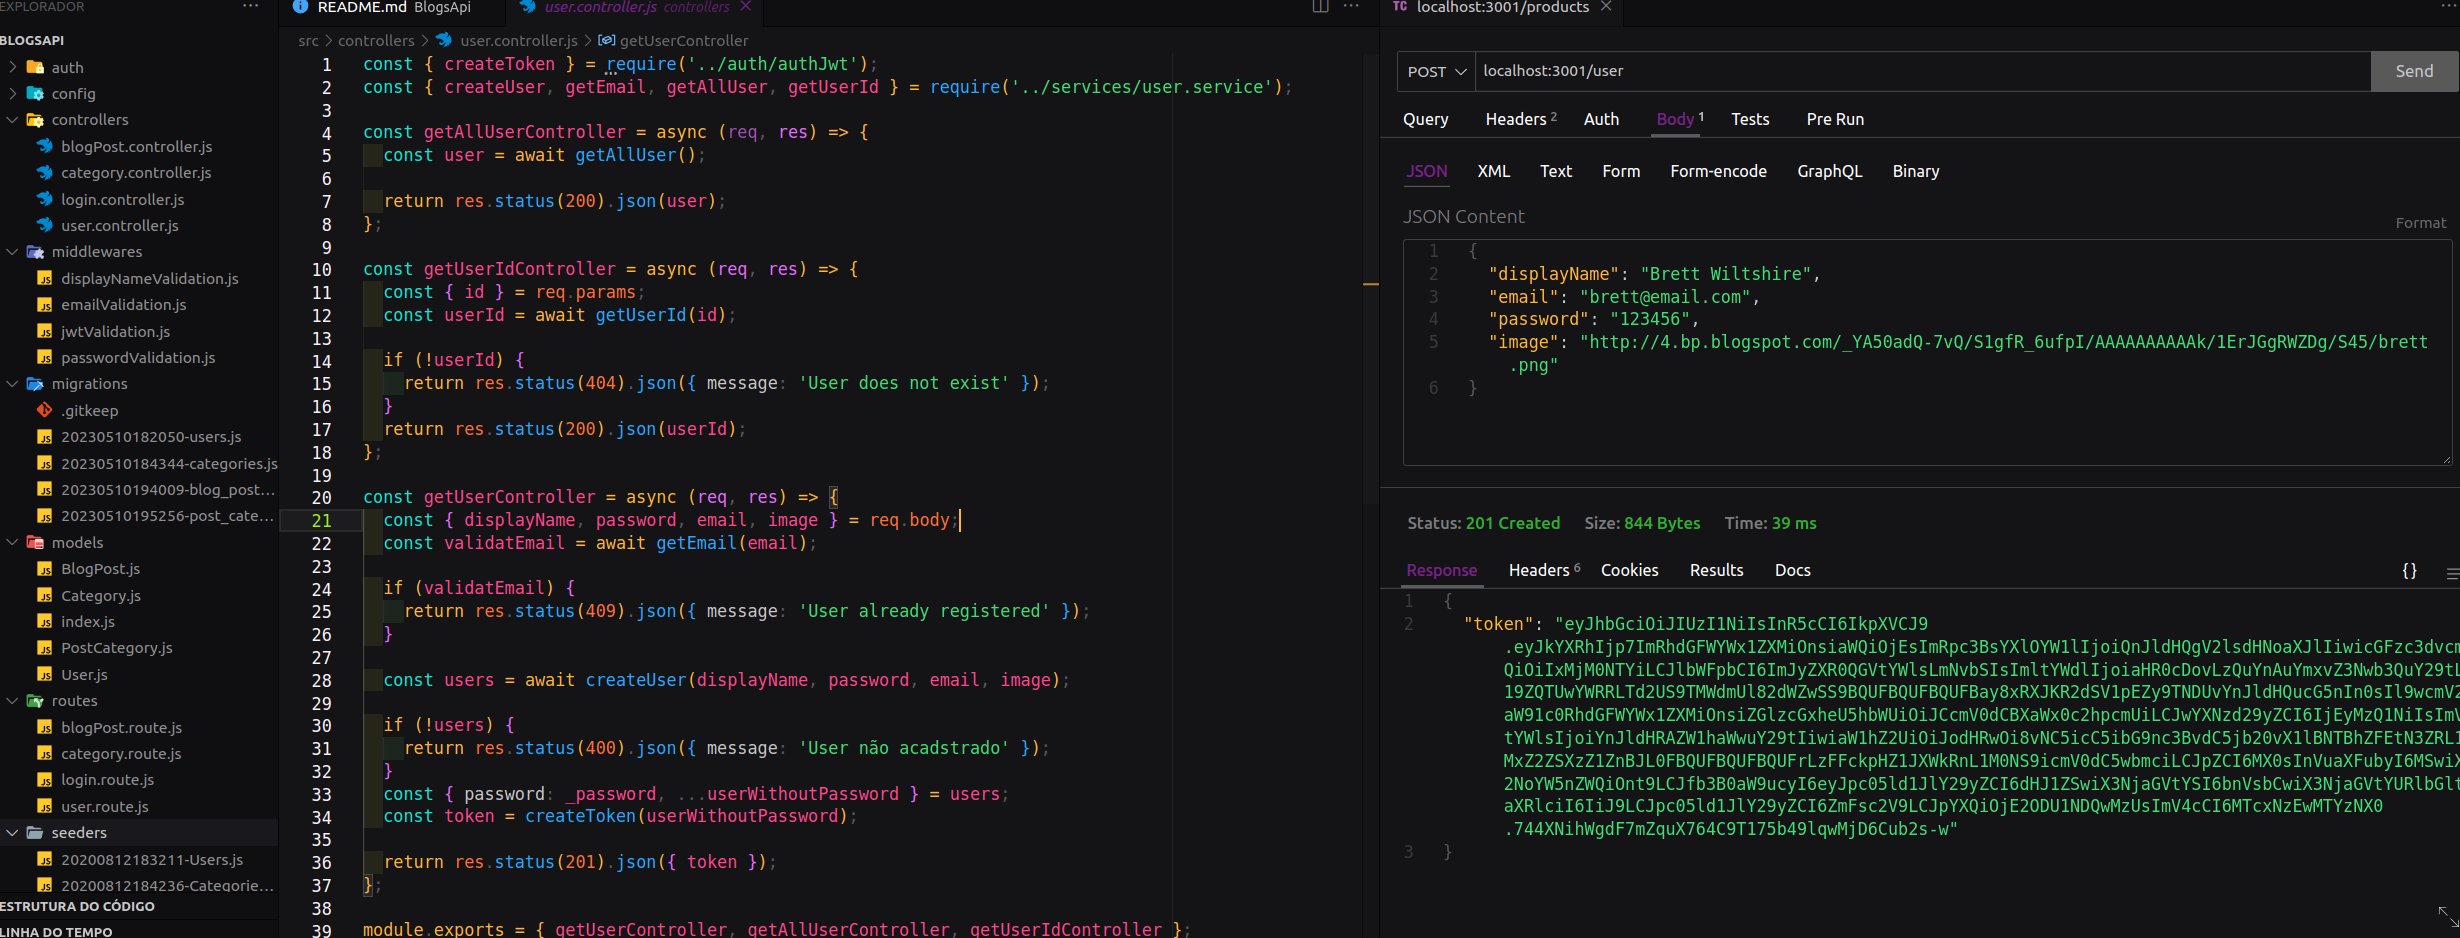 EXPLORADOR
BLOGSAPI
auth
config
controllers
blogPost.controller.js
category.controller.js
login.controller.js
user.controller.js
middlewares
displayNameValidation.js
emailValidation.js
jwtValidation.js
passwordValidation.js
migrations
.gitkeep
20230510182050-users.js
20230510184344-categories.js
20230510194009-blog_post...
20230510195256-post_cate...
models
BlogPost.js
Category.js
index.js
PostCategory.js
User.js
routes
blogPost.route.js
category.route.js
login.route.js
user.route.js
seeders
20200812183211-Users.js
20200812184236-Categorie...
ESTRUTURA DO CÓDIGO
LINHA DO TEMPO
README.md BlogsApi
user.controller.js controllers
src > controllers > user.controller.js > getUserController
1 const { createToken } = require('../auth/authJwt');
2 const { createUser, getEmail, getAllUser, getUserId } = require('../services/user.service');
3
4 const getAllUserController = async (req, res) => {
5 const user = await getAllUser();
6
7 return res.status(200).json(user);
8 };
9
10 const getUserIdController = async (req, res) => {
11 const { id } = req.params;
12 const userId = await getUserId(id);
13
14 if (!userId) {
15 return res.status(404).json({ message: 'User does not exist' });
16 }
17 return res.status(200).json(userId);
18 };
19
20 const getUserController = async (req, res) => {
21 const { displayName, password, email, image } = req.body;
22 const validatEmail = await getEmail(email);
23
24 if (validatEmail) {
25 return res.status(409).json({ message: 'User already registered' });
26 }
27
28 const users = await createUser(displayName, password, email, image);
29
30 if (!users) {
31 return res.status(400).json({ message: 'User não acadstrado' });
32 }
33 const { password: _password, ...userWithoutPassword } = users;
34 const token = createToken(userWithoutPassword);
35
36 return res.status(201).json({ token });
37 };
38
39 module.exports = { getUserController, getAllUserController, getUserIdController };
TC localhost:3001/products
POST localhost:3001/user Send
Query Headers 2 Auth Body 1 Tests Pre Run
JSON XML Text Form Form-encode GraphQL Binary
JSON Content
Format
1 {
2 "displayName": "Brett Wiltshire",
3 "email": "brett@email.com",
4 "password": "123456",
5 "image": "http://4.bp.blogspot.com/_YA50adQ-7vQ/S1gfR_6ufpI/AAAAAAAAAAk/1ErJGgRWZDg/S45/brett
.png"
6 }
Status: 201 Created Size: 844 Bytes Time: 39 ms
Response Headers 6 Cookies Results Docs {}
1 {
2 "token": "eyJhbGciOiJIUzI1NiIsInR5cCI6IkpXVCJ9
.744XNihWgdF7mZquX764C9T175b49lqwMjD6Cub2s-w"
3 }